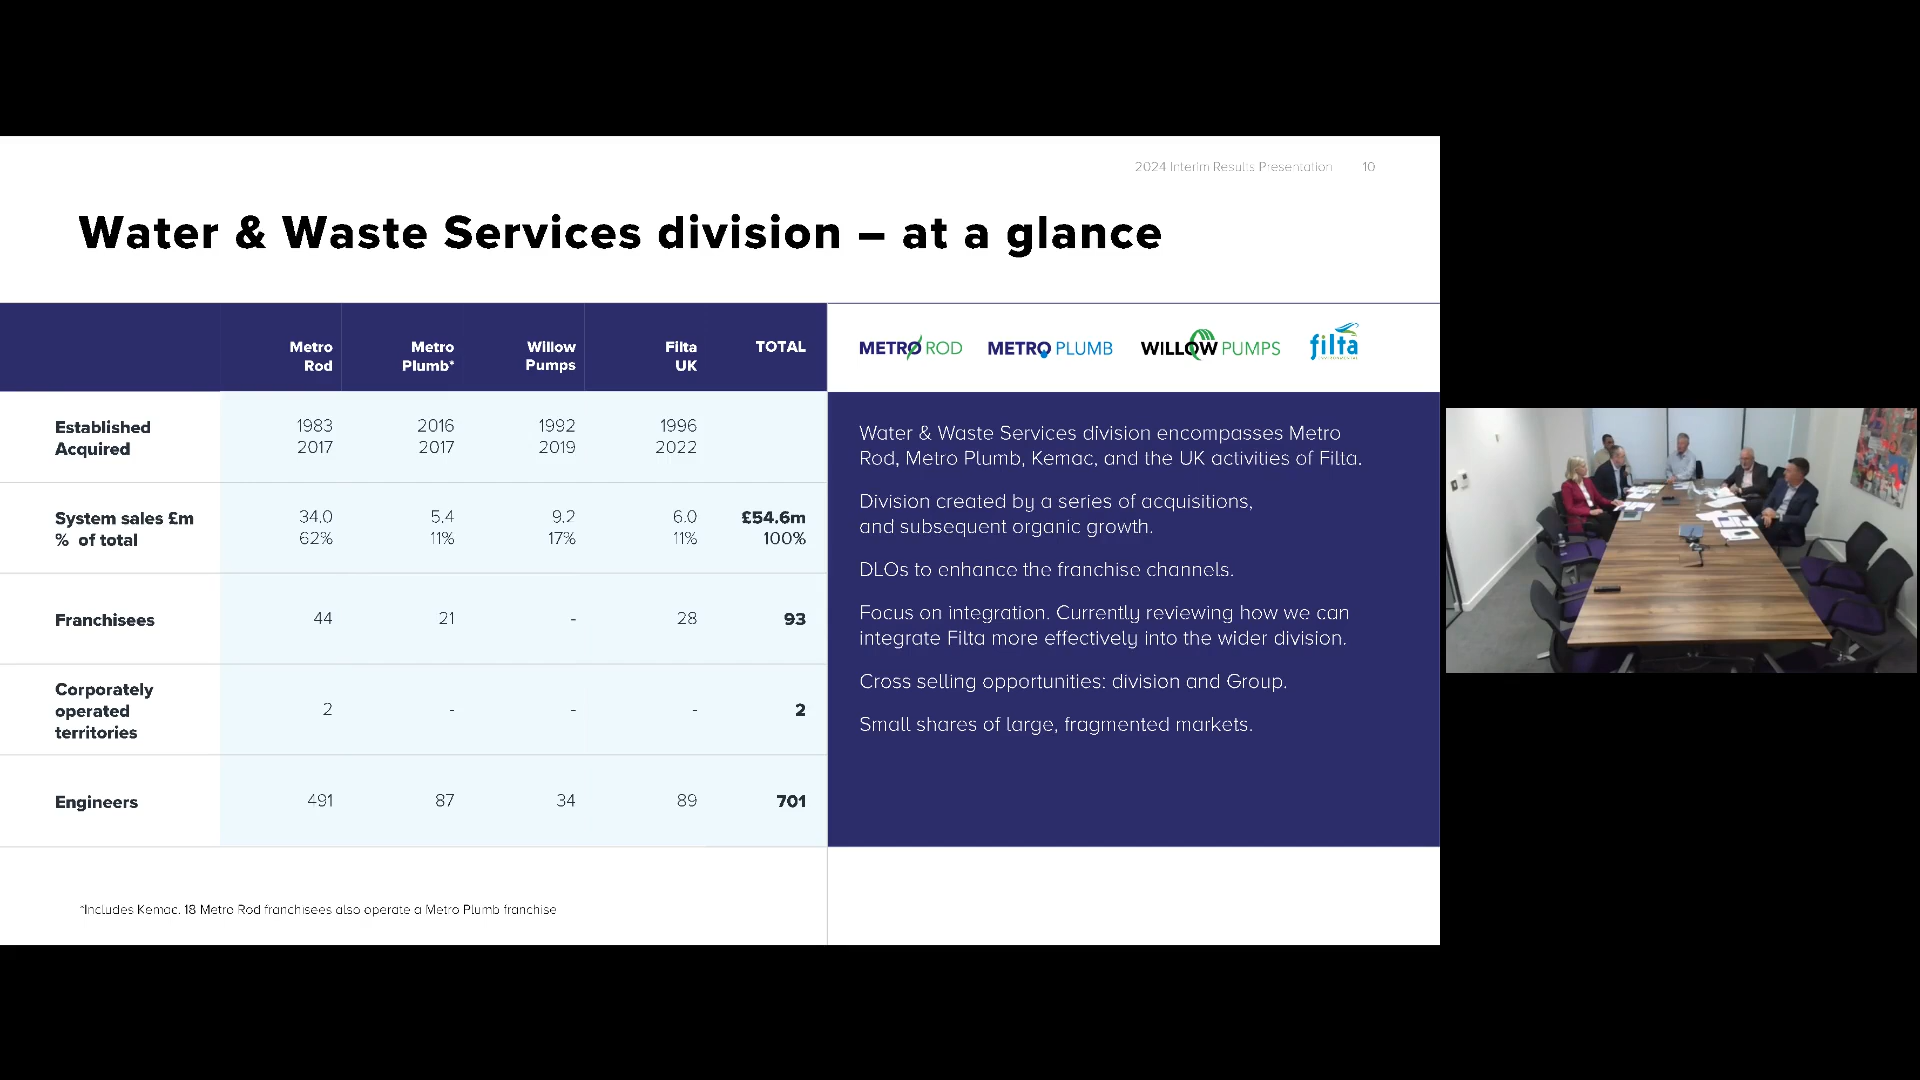 2024 Interim Results Presentation 10
Water & Waste Services division – at a glance
Metro Rod
Metro Plumb*
Willow Pumps
Filta UK
TOTAL
Established 1983 2016 1992 1996
Acquired 2017 2017 2019 2022
System sales £m 34.0 5.4 9.2 6.0 £54.6m
% of total 62% 11% 17% 11% 100%
Franchisees 44 21 - 28 93
Corporately
operated 2 - - - 2
territories
Engineers 491 87 34 89 701
*Includes Kemac. 18 Metro Rod franchisees also operate a Metro Plumb franchise
METRO ROD METRO PLUMB WILLOW PUMPS filta
Water & Waste Services division encompasses Metro
Rod, Metro Plumb, Kemac, and the UK activities of Filta.
Division created by a series of acquisitions,
and subsequent organic growth.
DLOs to enhance the franchise channels.
Focus on integration. Currently reviewing how we can
integrate Filta more effectively into the wider division.
Cross selling opportunities: division and Group.
Small shares of large, fragmented markets.